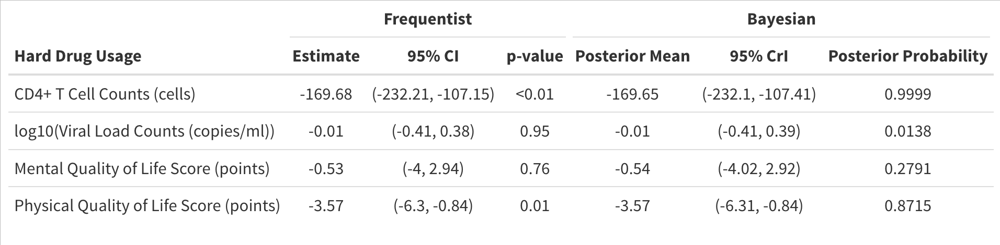 Frequentist Bayesian
Hard Drug Usage Estimate 95% CI p-value Posterior Mean 95% CrI Posterior Probability
CD4+ T Cell Counts (cells) -169.68 (-232.21, -107.15) <0.01 -169.65 (-232.1, -107.41) 0.9999
log10(Viral Load Counts (copies/ml)) -0.01 (-0.41, 0.38) 0.95 -0.01 (-0.41, 0.39) 0.0138
Mental Quality of Life Score (points) -0.53 (-4, 2.94) 0.76 -0.54 (-4.02, 2.92) 0.2791
Physical Quality of Life Score (points) -3.57 (-6.3, -0.84) 0.01 -3.57 (-6.31, -0.84) 0.8715